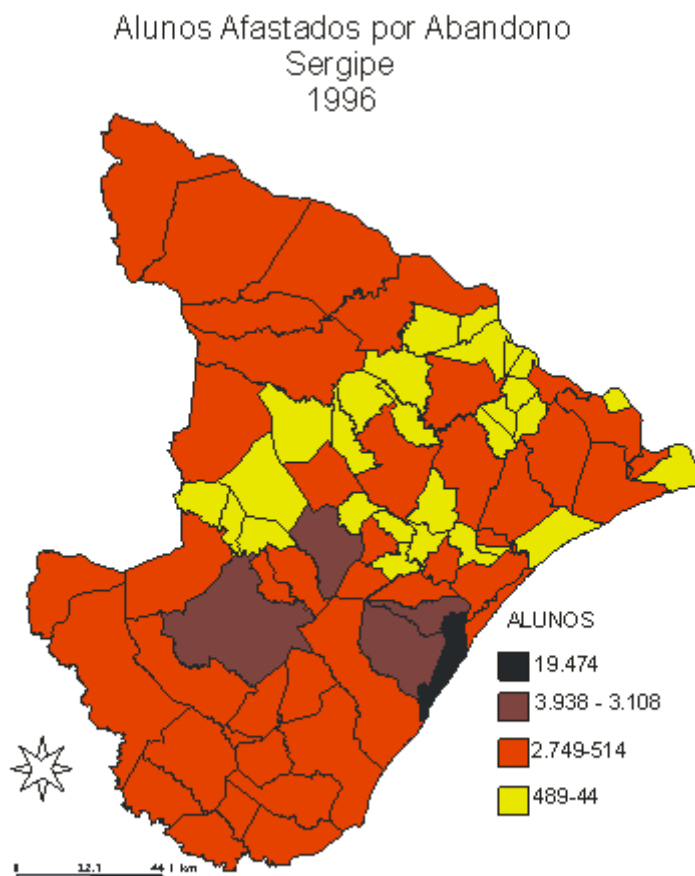 Alunos Afastados por Abandono
Sergipe
1996
ALUNOS
19.474
3.938 - 3.108
2.749-514
489-44